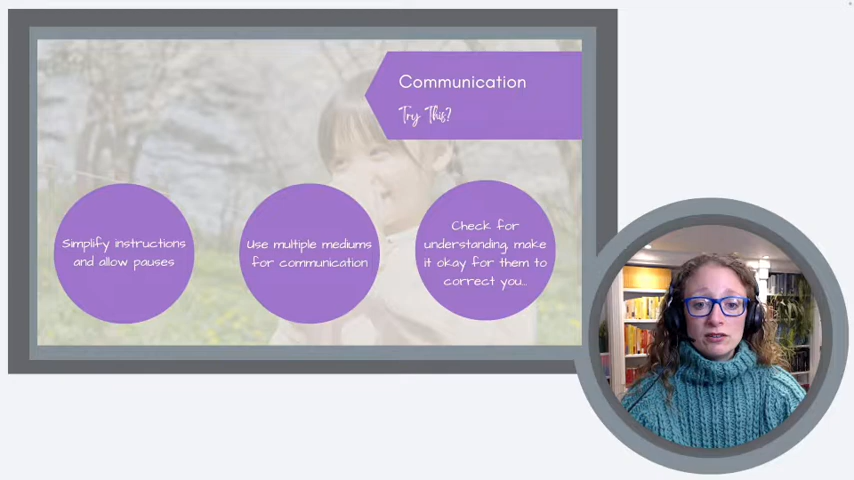 Communication
Try This?
Simplify instructions
and allow pauses
Use multiple mediums
for communication
Check for
understanding, make
it okay for them to
correct you...